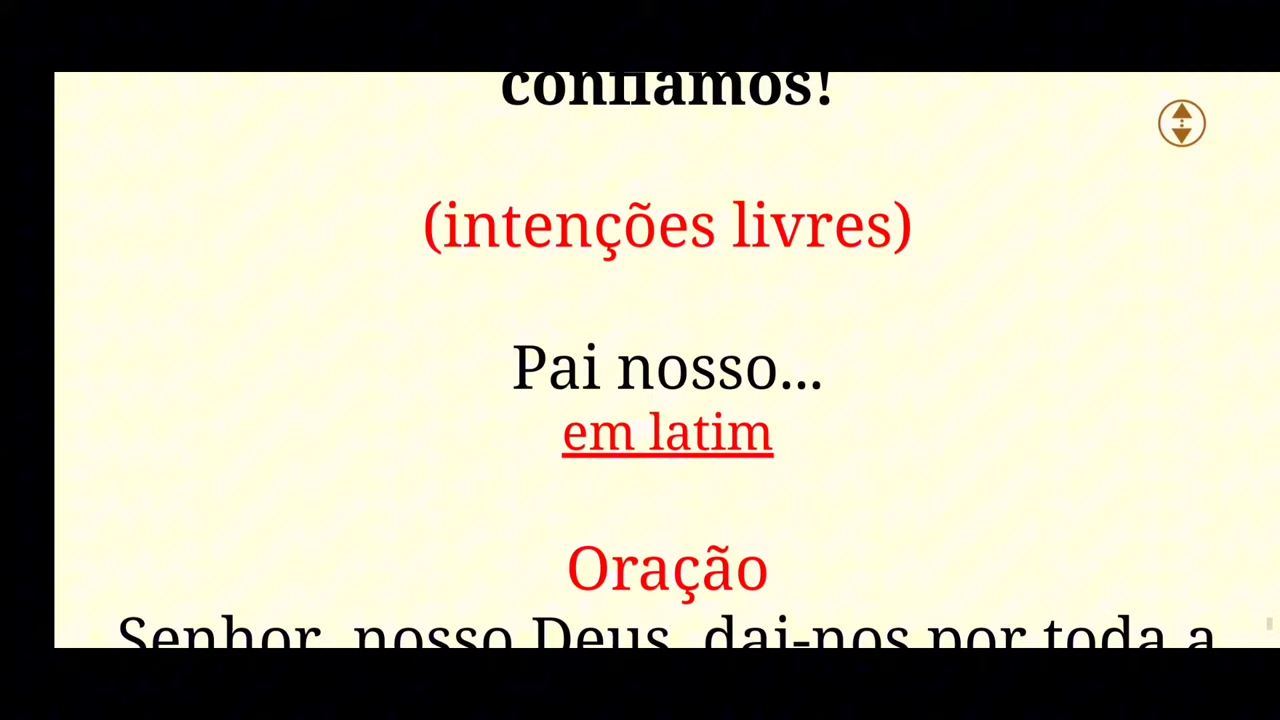 confiamos!
(intenções livres)
Pai nosso...
em latim
Oração
Senhor, nosso Deus, dai-nos por toda a